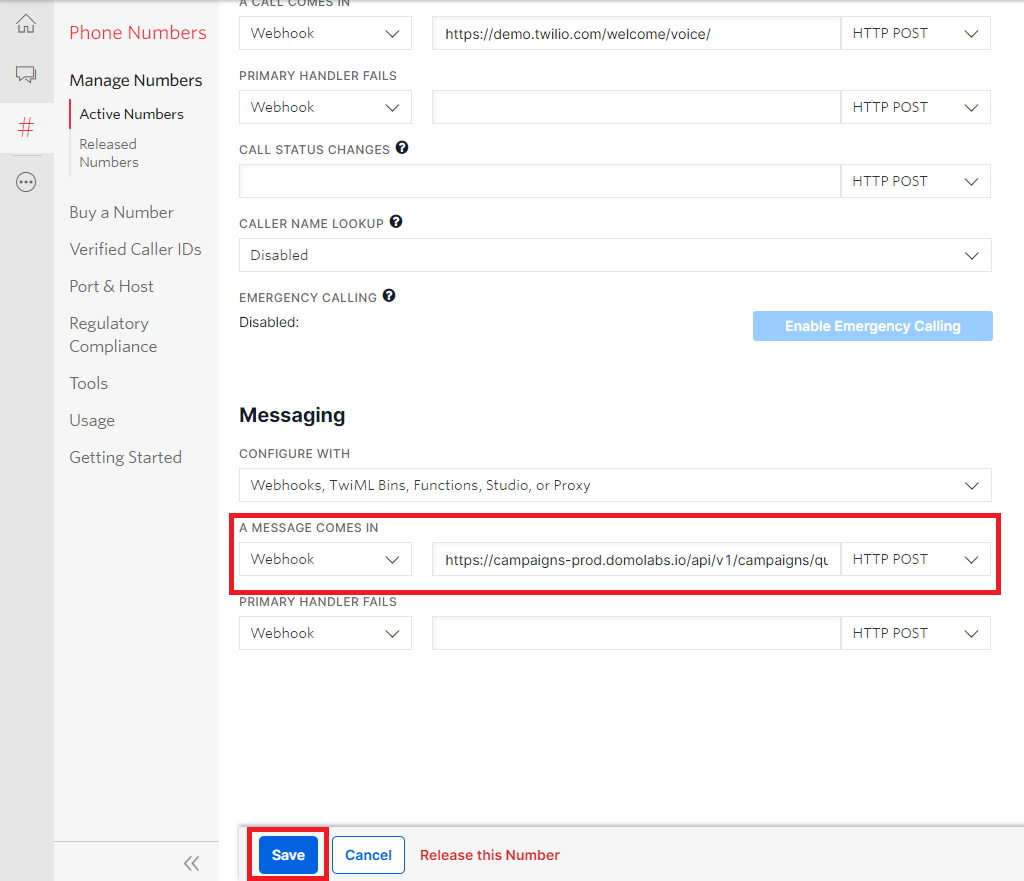 Phone Numbers
Manage Numbers
Active Numbers
Released
Numbers
Buy a Number
Verified Caller IDs
Port & Host
Regulatory
Compliance
Tools
Usage
Getting Started
A CALL COMES IN
Webhook https://demo.twilio.com/welcome/voice/ HTTP POST
PRIMARY HANDLER FAILS
Webhook HTTP POST
CALL STATUS CHANGES ?
HTTP POST
CALLER NAME LOOKUP ?
Disabled
EMERGENCY CALLING ?
Disabled:
Enable Emergency Calling
Messaging
CONFIGURE WITH
Webhooks, TwiML Bins, Functions, Studio, or Proxy
A MESSAGE COMES IN
Webhook https://campaigns-prod.domolabs.io/api/v1/campaigns/qu HTTP POST
PRIMARY HANDLER FAILS
Webhook HTTP POST
Save Cancel Release this Number